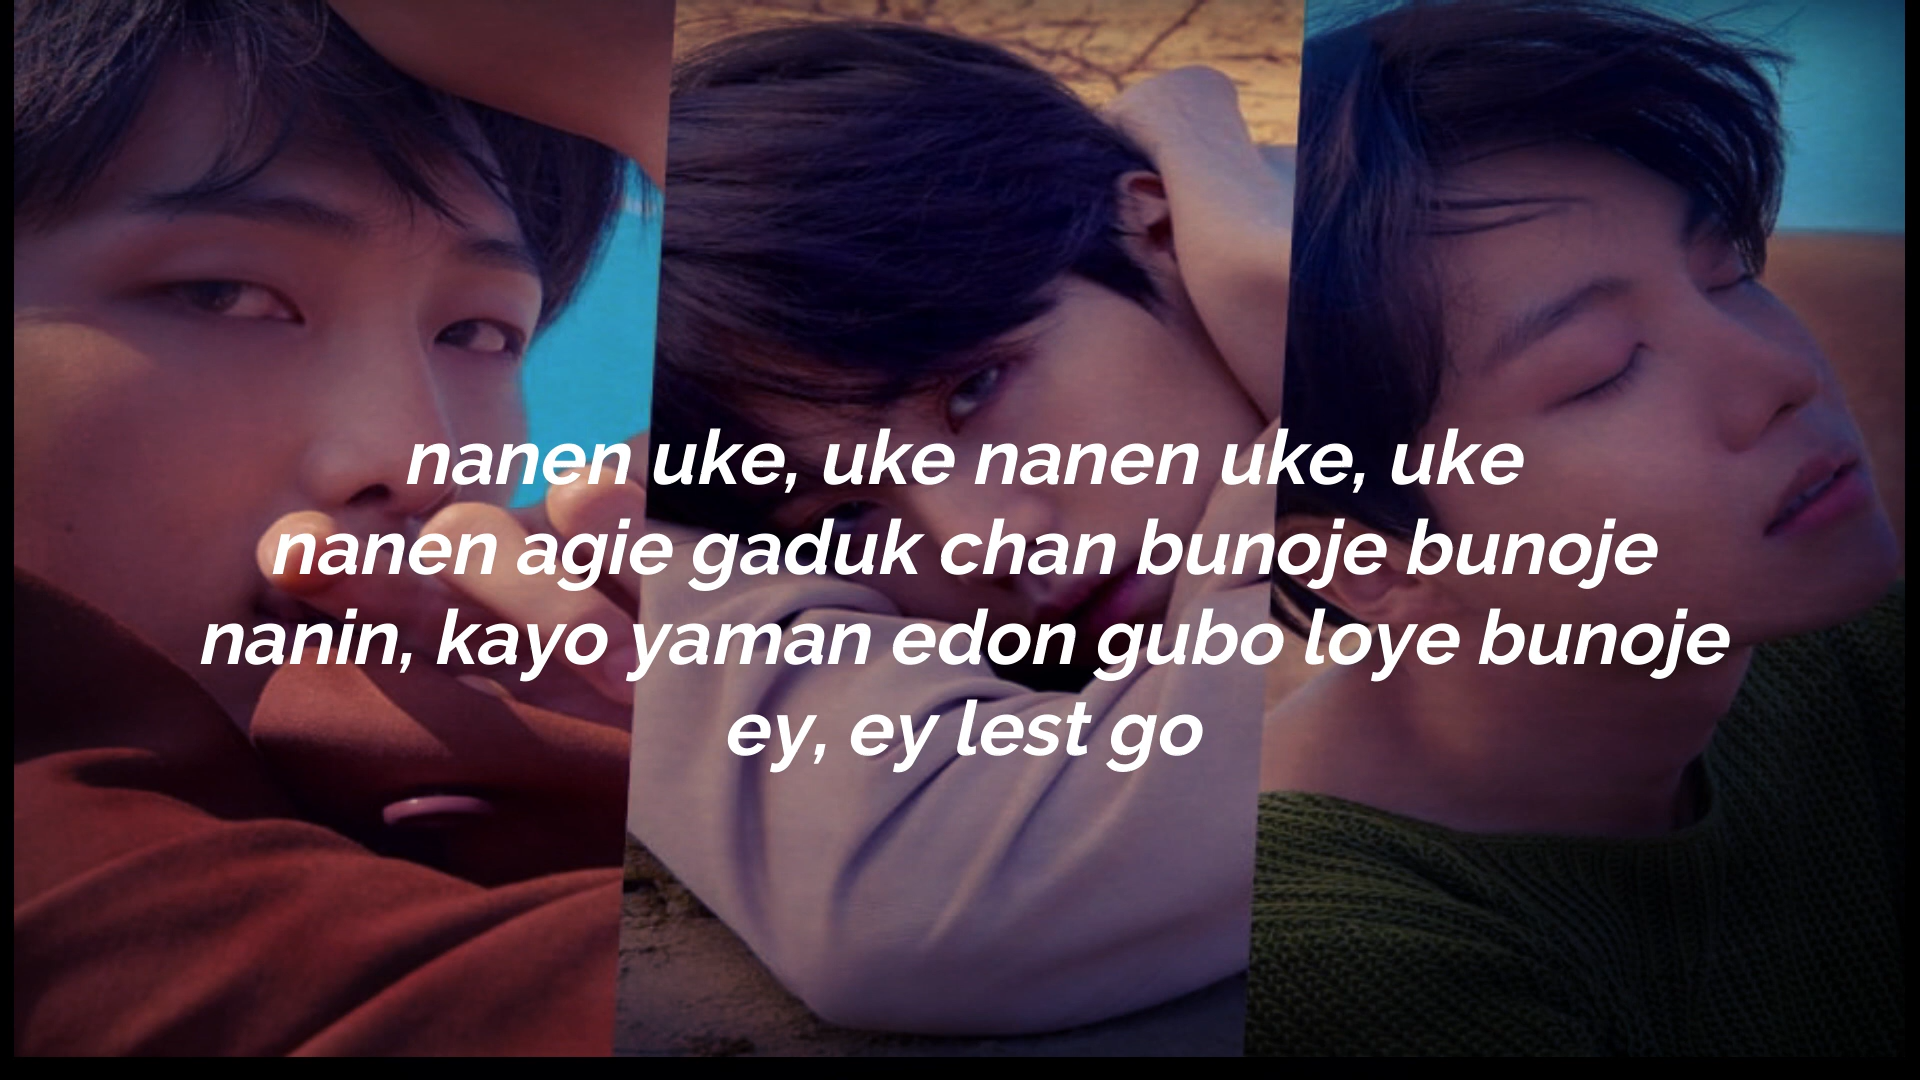 nanen uke, uke nanen uke, uke
nanen agie gaduk chan bunoje bunoje
nanin, kayo yaman edon gubo loye bunoje
ey, ey lest go